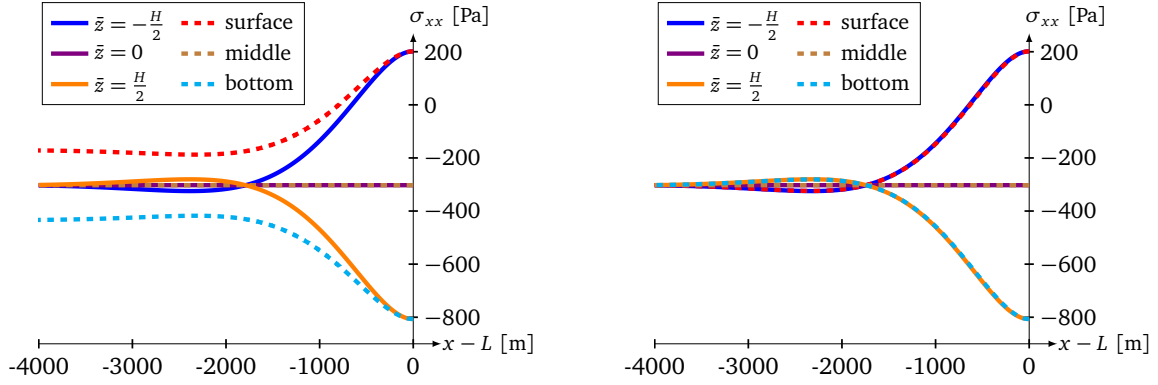 z̄ = −H/2 surface
z̄ = 0 middle
z̄ = H/2 bottom
σxx [Pa]
200
0
−200
−400
−600
−800
-4000 -3000 -2000 -1000 0
x − L [m]
z̄ = −H/2 surface
z̄ = 0 middle
z̄ = H/2 bottom
σxx [Pa]
200
0
−200
−400
−600
−800
-4000 -3000 -2000 -1000 0
x − L [m]